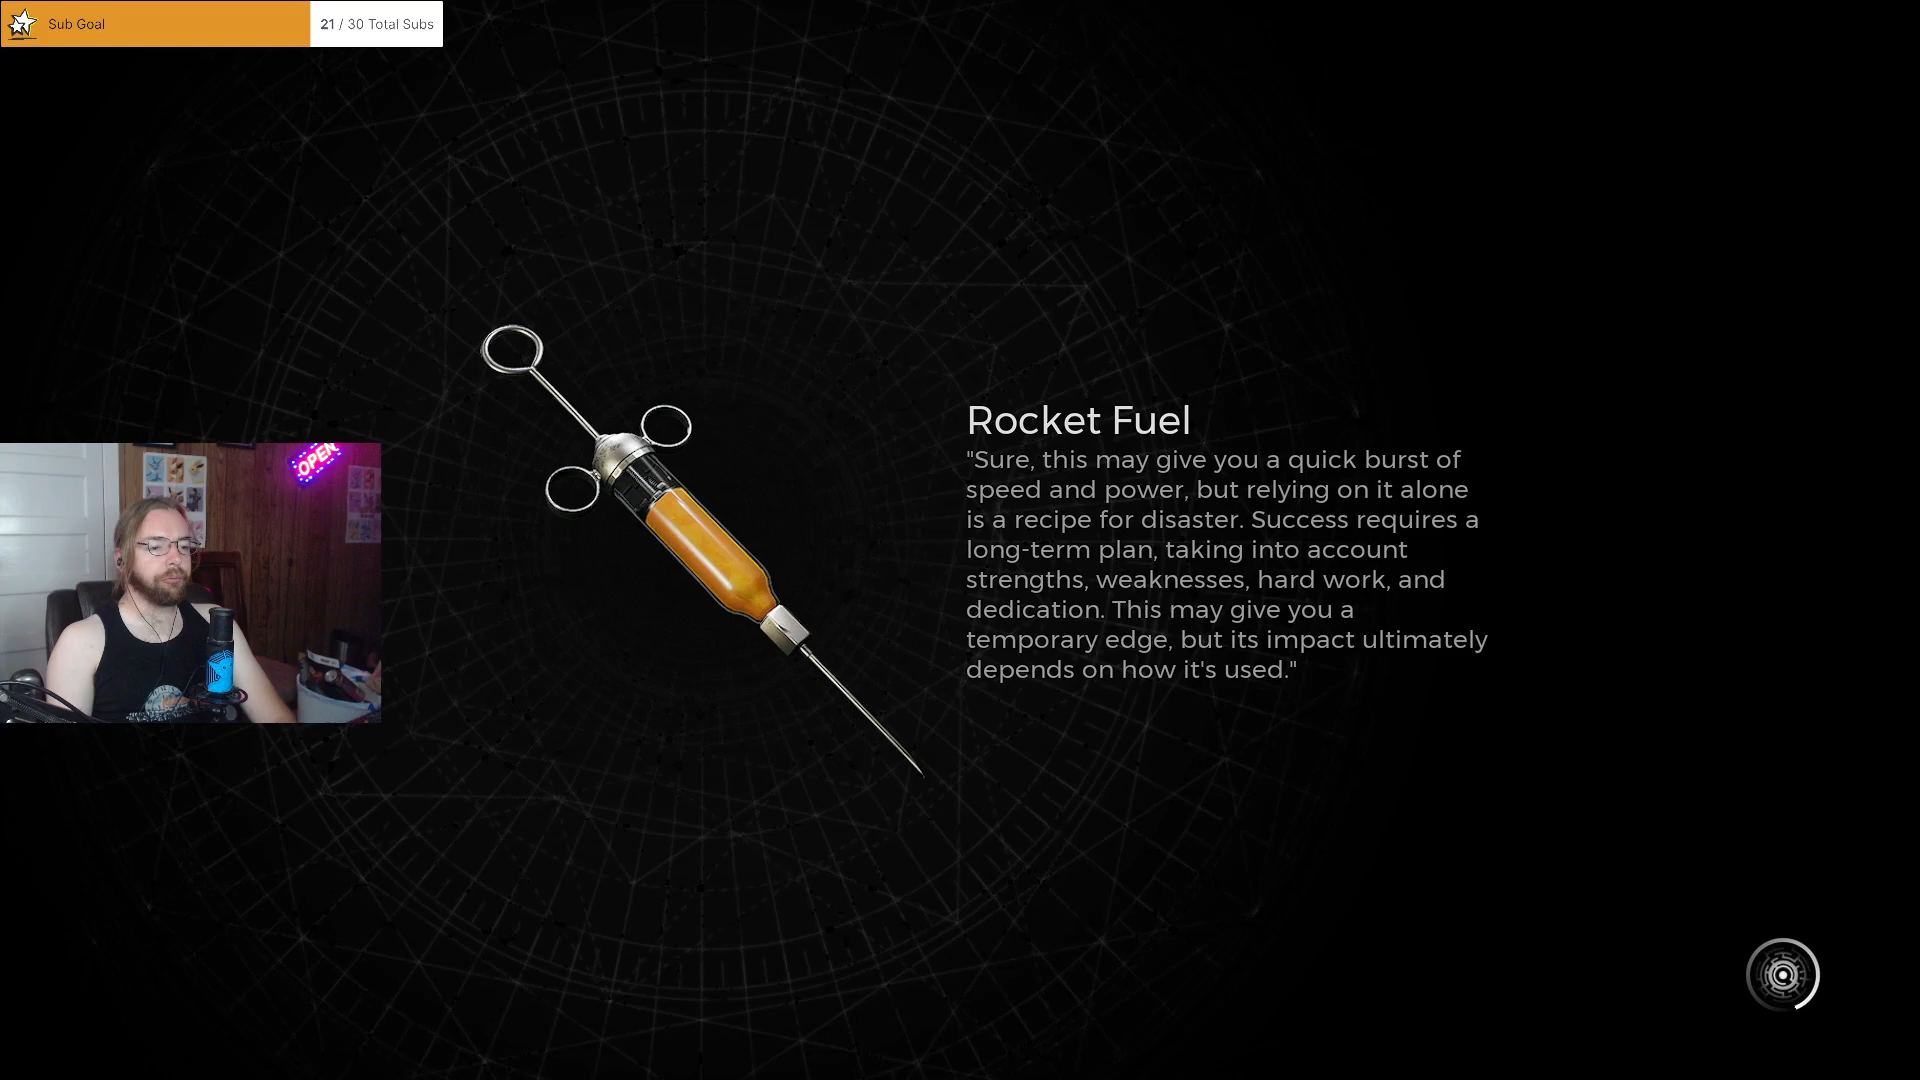 Sub Goal
21 / 30 Total Subs
OPEN
Rocket Fuel
"Sure, this may give you a quick burst of
speed and power, but relying on it alone
is a recipe for disaster. Success requires a
long-term plan, taking into account
strengths, weaknesses, hard work, and
dedication. This may give you a
temporary edge, but its impact ultimately
depends on how it's used."